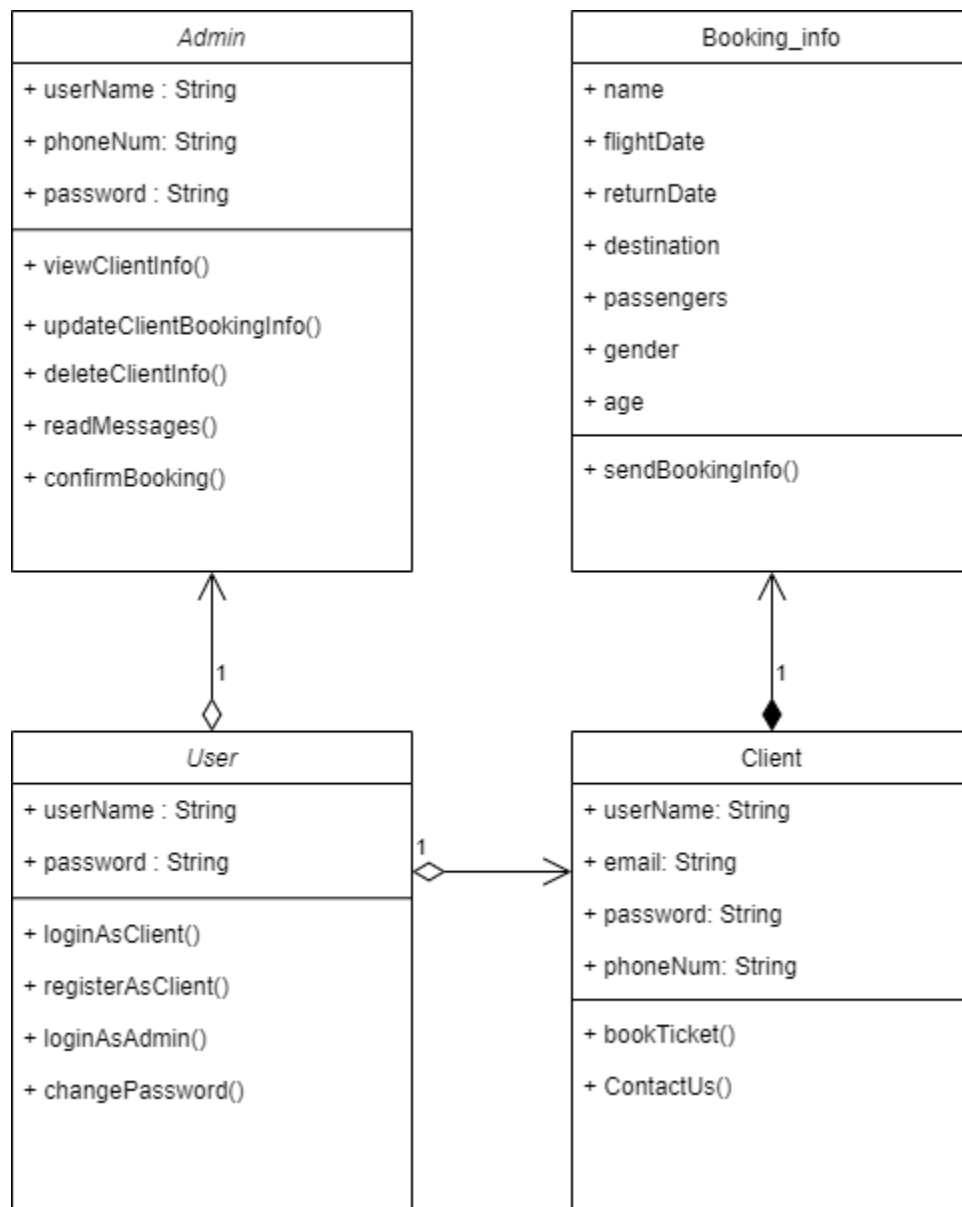 Admin
+ userName : String
+ phoneNum: String
+ password : String
+ viewClientInfo()
+ updateClientBookingInfo()
+ deleteClientInfo()
+ readMessages()
+ confirmBooking()
Booking_info
+ name
+ flightDate
+ returnDate
+ destination
+ passengers
+ gender
+ age
+ sendBookingInfo()
1
1
User
+ userName : String
+ password : String
+ loginAsClient()
+ registerAsClient()
+ loginAsAdmin()
+ changePassword()
1
Client
+ userName: String
+ email: String
+ password: String
+ phoneNum: String
+ bookTicket()
+ ContactUs()